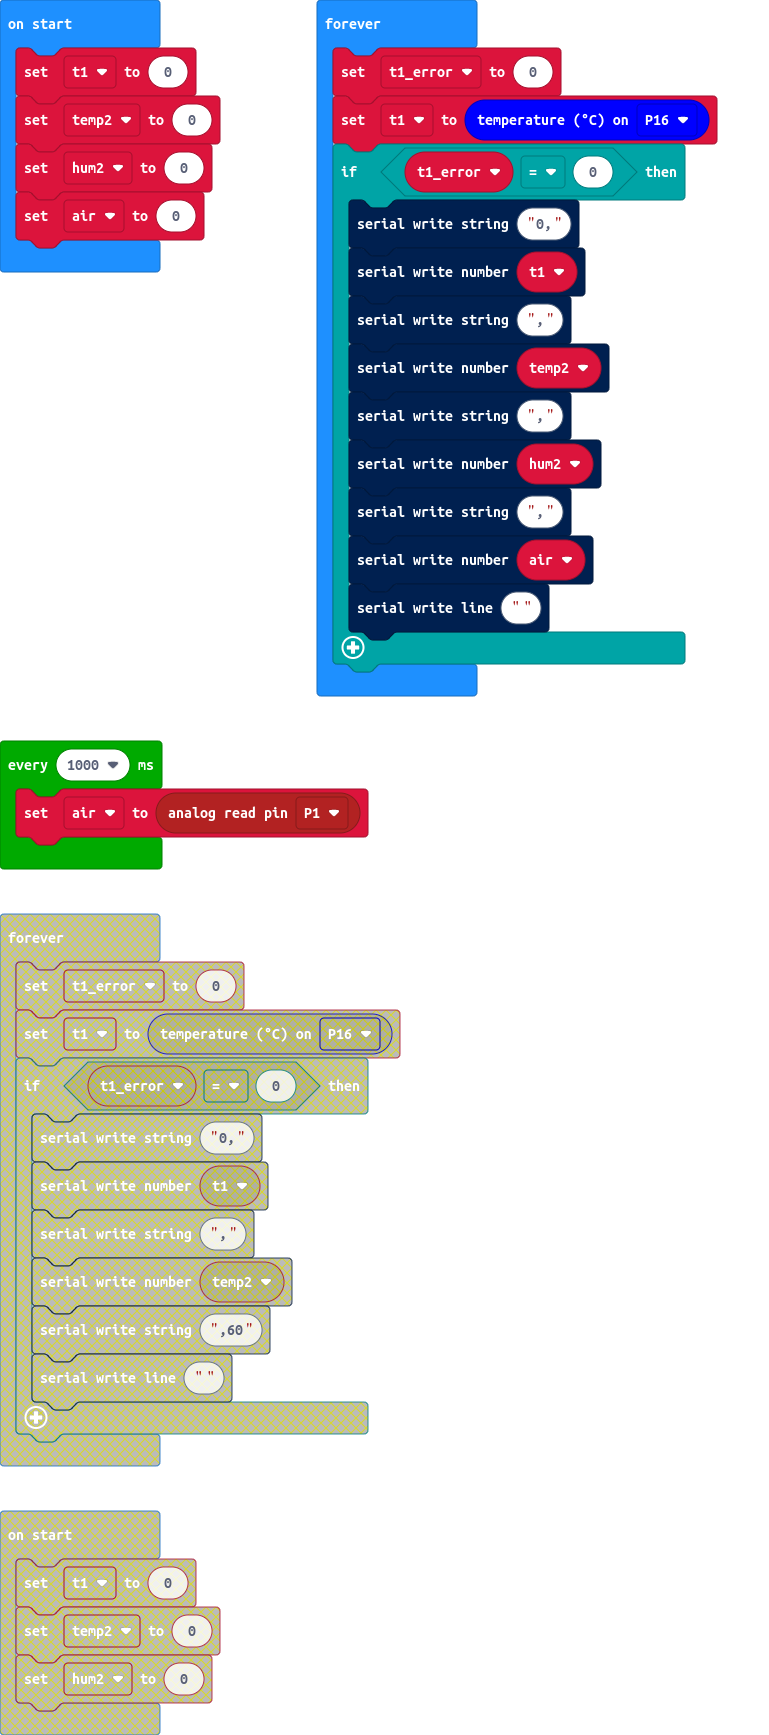 on start
set t1 to 0
set temp2 to 0
set hum2 to 0
set air to 0
forever
set t1_error to 0
set t1 to temperature (°C) on P16
if t1_error = 0 then
serial write string "0,"
serial write number t1
serial write string ","
serial write number temp2
serial write string ","
serial write number hum2
serial write string ","
serial write number air
serial write line ""
every 1000 ms
set air to analog read pin P1
forever
set t1_error to 0
set t1 to temperature (°C) on P16
if t1_error = 0 then
serial write string "0,"
serial write number t1
serial write string ","
serial write number temp2
serial write string ",60"
serial write line ""
on start
set t1 to 0
set temp2 to 0
set hum2 to 0